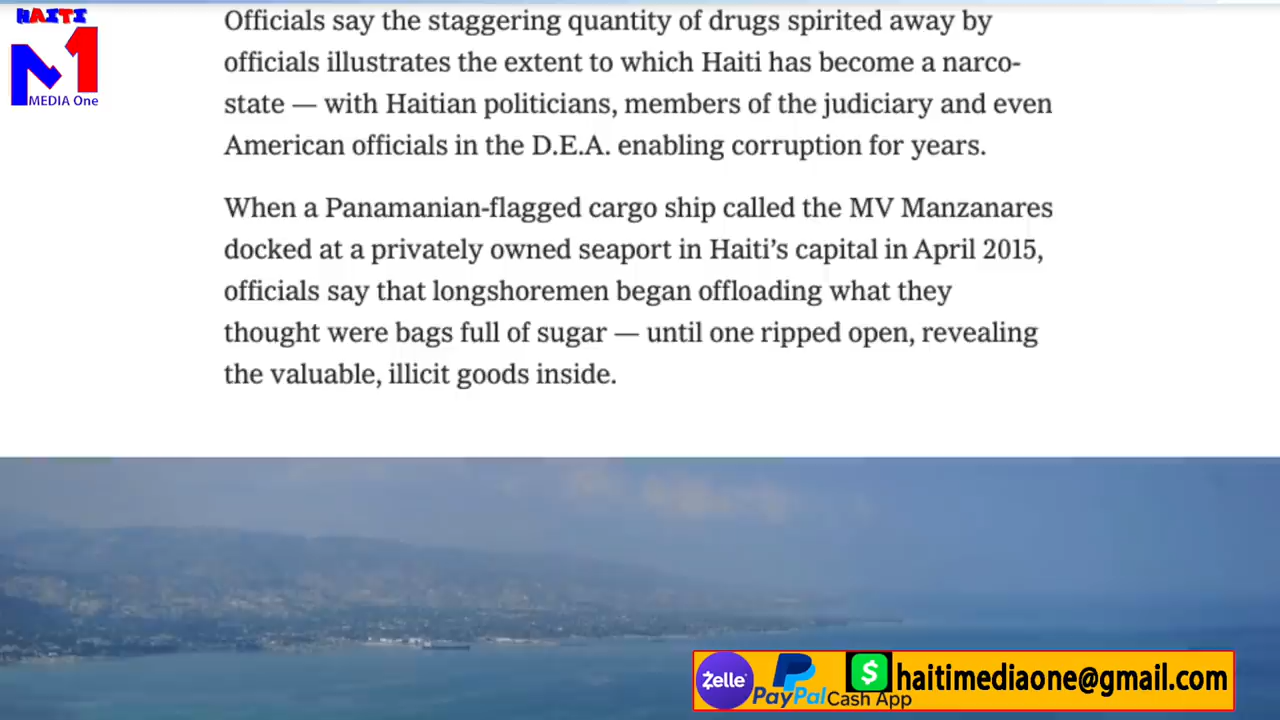 HAITI
M1
MEDIA One
Officials say the staggering quantity of drugs spirited away by
officials illustrates the extent to which Haiti has become a narco-
state — with Haitian politicians, members of the judiciary and even
American officials in the D.E.A. enabling corruption for years.
When a Panamanian-flagged cargo ship called the MV Manzanares
docked at a privately owned seaport in Haiti’s capital in April 2015,
officials say that longshoremen began offloading what they
thought were bags full of sugar — until one ripped open, revealing
the valuable, illicit goods inside.
Zelle
PayPal
$
Cash App
haitimediaone@gmail.com